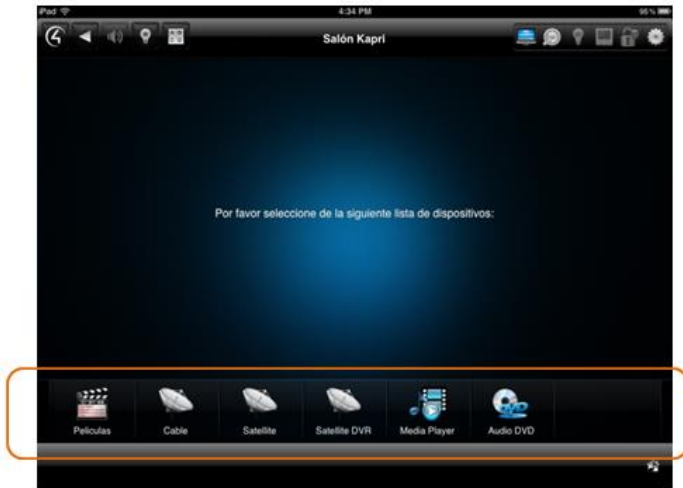 iPad 4:34 PM 95%
Salón Kapri
Por favor seleccione de la siguiente lista de dispositivos:
Peliculas Cable Satellite Satellite DVR Media Player Audio DVD